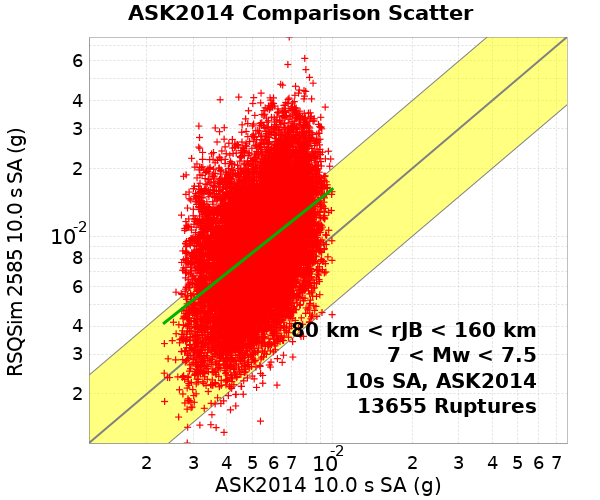 ASK2014 Comparison Scatter
RSQSim 2585 10.0 s SA (g)
6
4
3
2
10-2
8
6
4
3
2
80 km < rJB < 160 km
7 < Mw < 7.5
10s SA, ASK2014
13655 Ruptures
2 3 4 5 6 7 10-2 2 3 4 5 6 7
ASK2014 10.0 s SA (g)